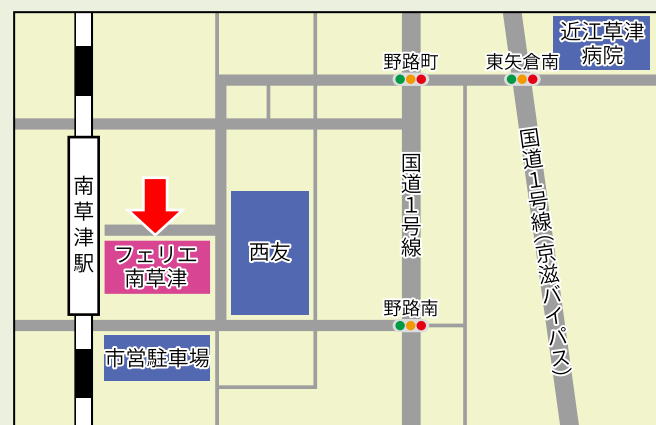 近江草津
病院
野路町
東矢倉南
南草津駅
国道1号線
国道1号線(京滋バイパス)
フェリエ
南草津
西友
野路南
市営駐車場